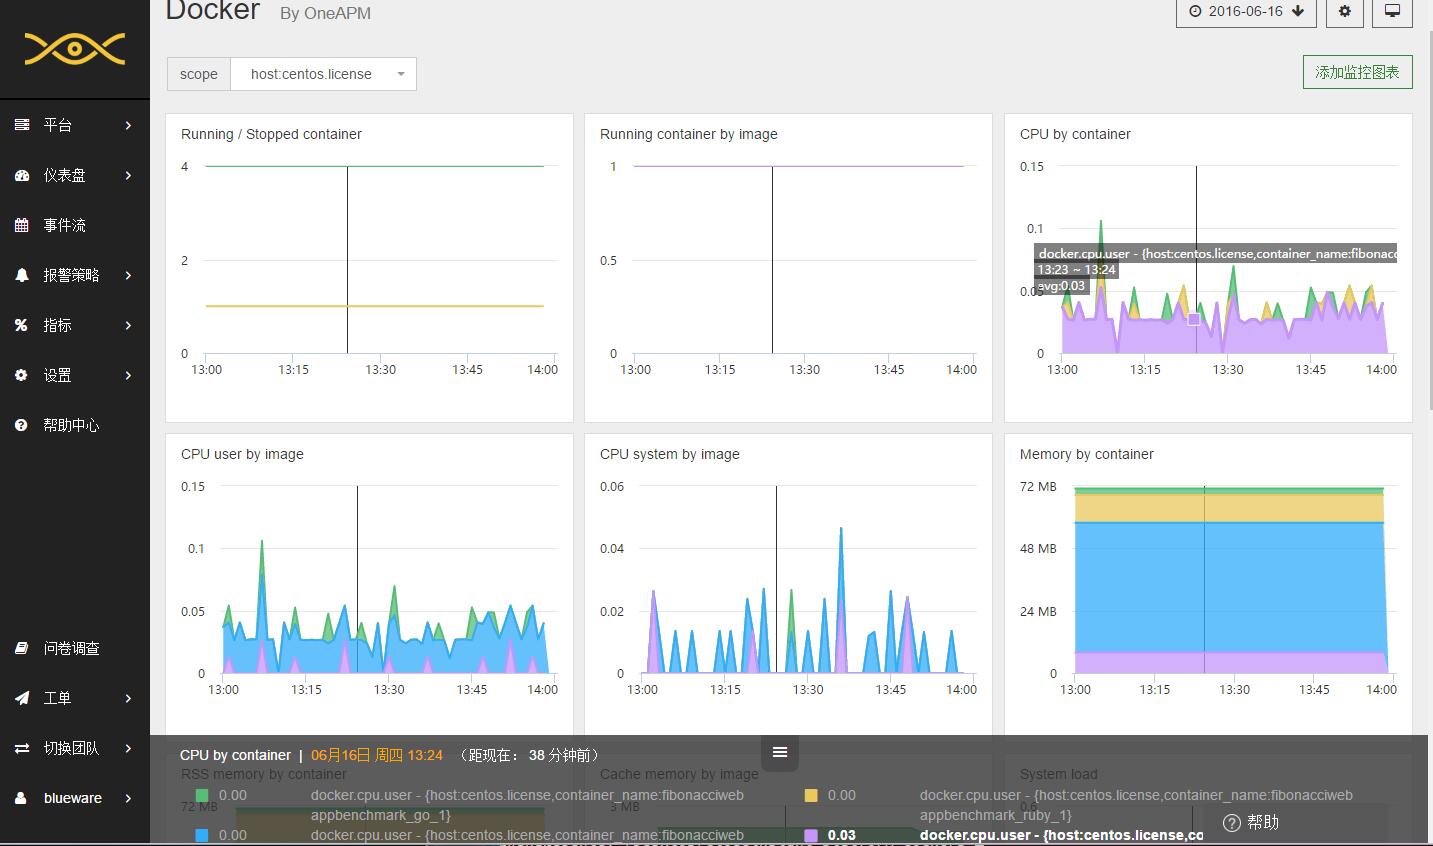 Docker By OneAPM
2016-06-16
scope host:centos.license
添加监控图表
平台
仪表盘
事件流
报警策略
指标
设置
帮助中心
问卷调查
工单
切换团队
blueware
Running / Stopped container
4
2
0
13:00 13:15 13:30 13:45 14:00
Running container by image
1
0.5
0
13:00 13:15 13:30 13:45 14:00
CPU by container
0.15
0.1
docker.cpu.user - {host:centos.license,container_name:fibonacc
13:23 ~ 13:24
avg:0.03
0
13:00 13:15 13:30 13:45 14:00
CPU user by image
0.15
0.1
0.05
0
13:00 13:15 13:30 13:45 14:00
CPU system by image
0.06
0.04
0.02
0
13:00 13:15 13:30 13:45 14:00
Memory by container
72 MB
48 MB
24 MB
0
13:00 13:15 13:30 13:45 14:00
CPU by container | 06月16日 周四 13:24 （距现在： 38 分钟前）
RSS memory by container
Cache memory by image
System load
72 MB
3 MB
0.00 docker.cpu.user - {host:centos.license,container_name:fibonacciweb
appbenchmark_go_1}
0.00 docker.cpu.user - {host:centos.license,container_name:fibonacciweb
appbenchmark_ruby_1}
0.00 docker.cpu.user - {host:centos.license,container_name:fibonacciweb
0.03 docker.cpu.user - {host:centos.license,co
帮助